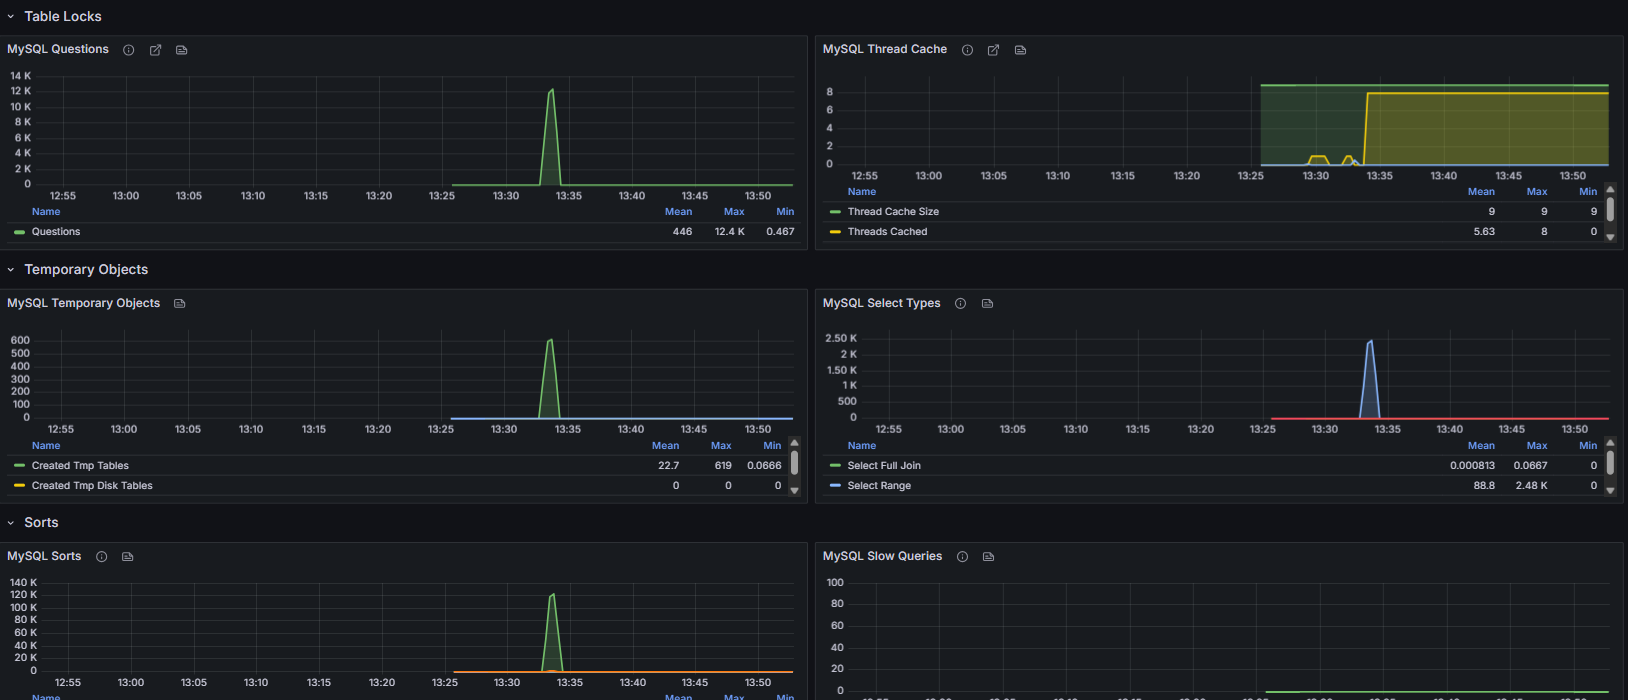 Table Locks
MySQL Questions
14 K
12 K
10 K
8 K
6 K
4 K
2 K
0
12:55 13:00 13:05 13:10 13:15 13:20 13:25 13:30 13:35 13:40 13:45 13:50
Name Mean Max Min
Questions 446 12.4 K 0.467
MySQL Thread Cache
8
6
4
2
0
12:55 13:00 13:05 13:10 13:15 13:20 13:25 13:30 13:35 13:40 13:45 13:50
Name Mean Max Min
Thread Cache Size 9 9 9
Threads Cached 5.63 8 0
Temporary Objects
MySQL Temporary Objects
600
500
400
300
200
100
0
12:55 13:00 13:05 13:10 13:15 13:20 13:25 13:30 13:35 13:40 13:45 13:50
Name Mean Max Min
Created Tmp Tables 22.7 619 0.0666
Created Tmp Disk Tables 0 0 0
MySQL Select Types
2.50 K
2 K
1.50 K
1 K
500
0
12:55 13:00 13:05 13:10 13:15 13:20 13:25 13:30 13:35 13:40 13:45 13:50
Name Mean Max Min
Select Full Join 0.000813 0.0667 0
Select Range 88.8 2.48 K 0
Sorts
MySQL Sorts
140 K
120 K
100 K
80 K
60 K
40 K
20 K
0
12:55 13:00 13:05 13:10 13:15 13:20 13:25 13:30 13:35 13:40 13:45 13:50
Name Mean Max Min
MySQL Slow Queries
100
80
60
40
20
0